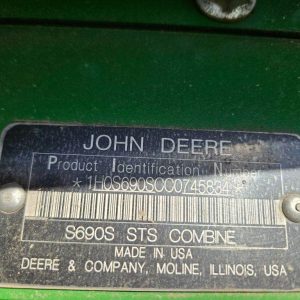 JOHN DEERE
Product Identification Number
*1H0S690SCC0745834*
S690S STS COMBINE
MADE IN USA
DEERE & COMPANY, MOLINE, ILLINOIS, USA